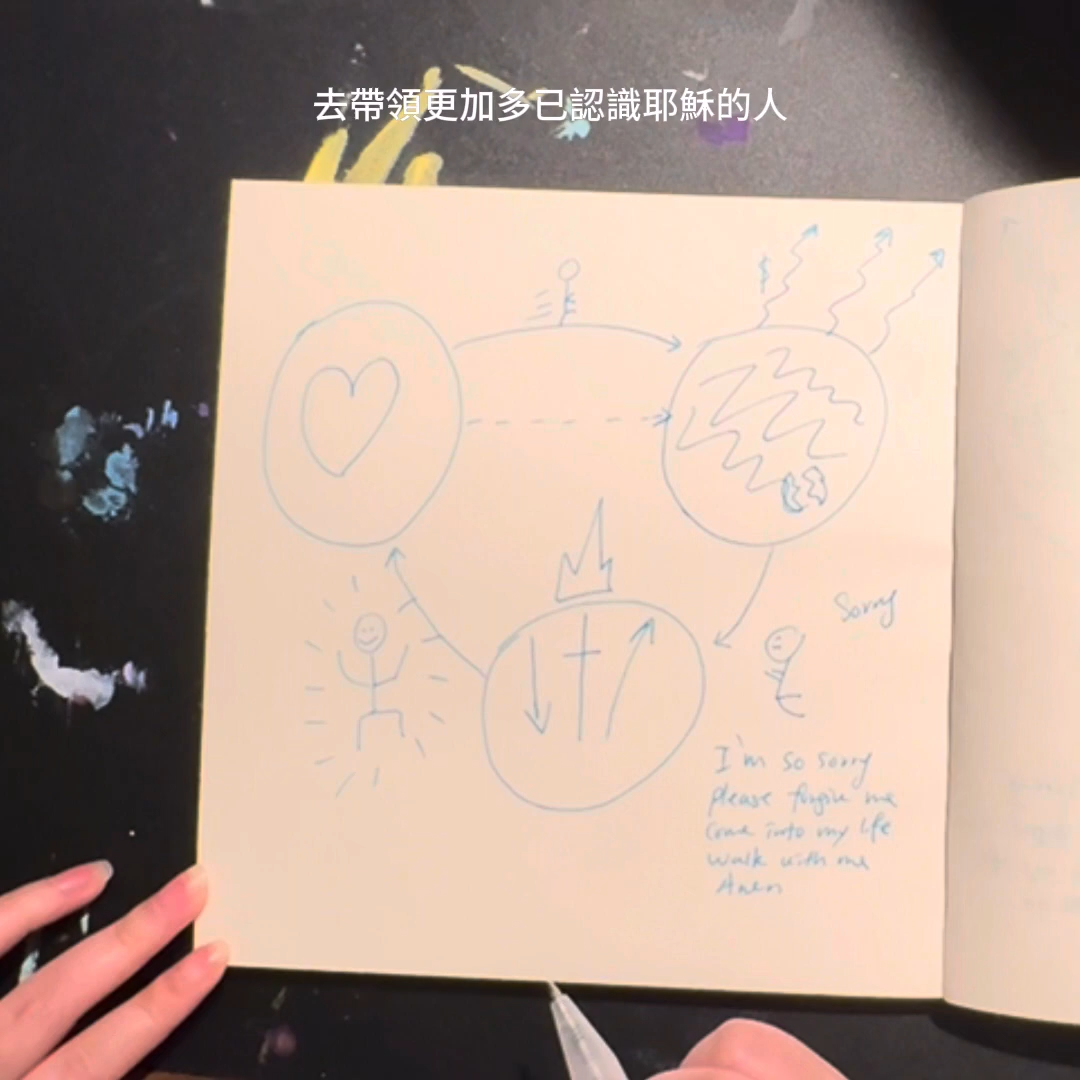 去帶領更加多已認識耶穌的人
$
Sorry
I'm so sorry
please forgive me
Come into my life
walk with me
Amen